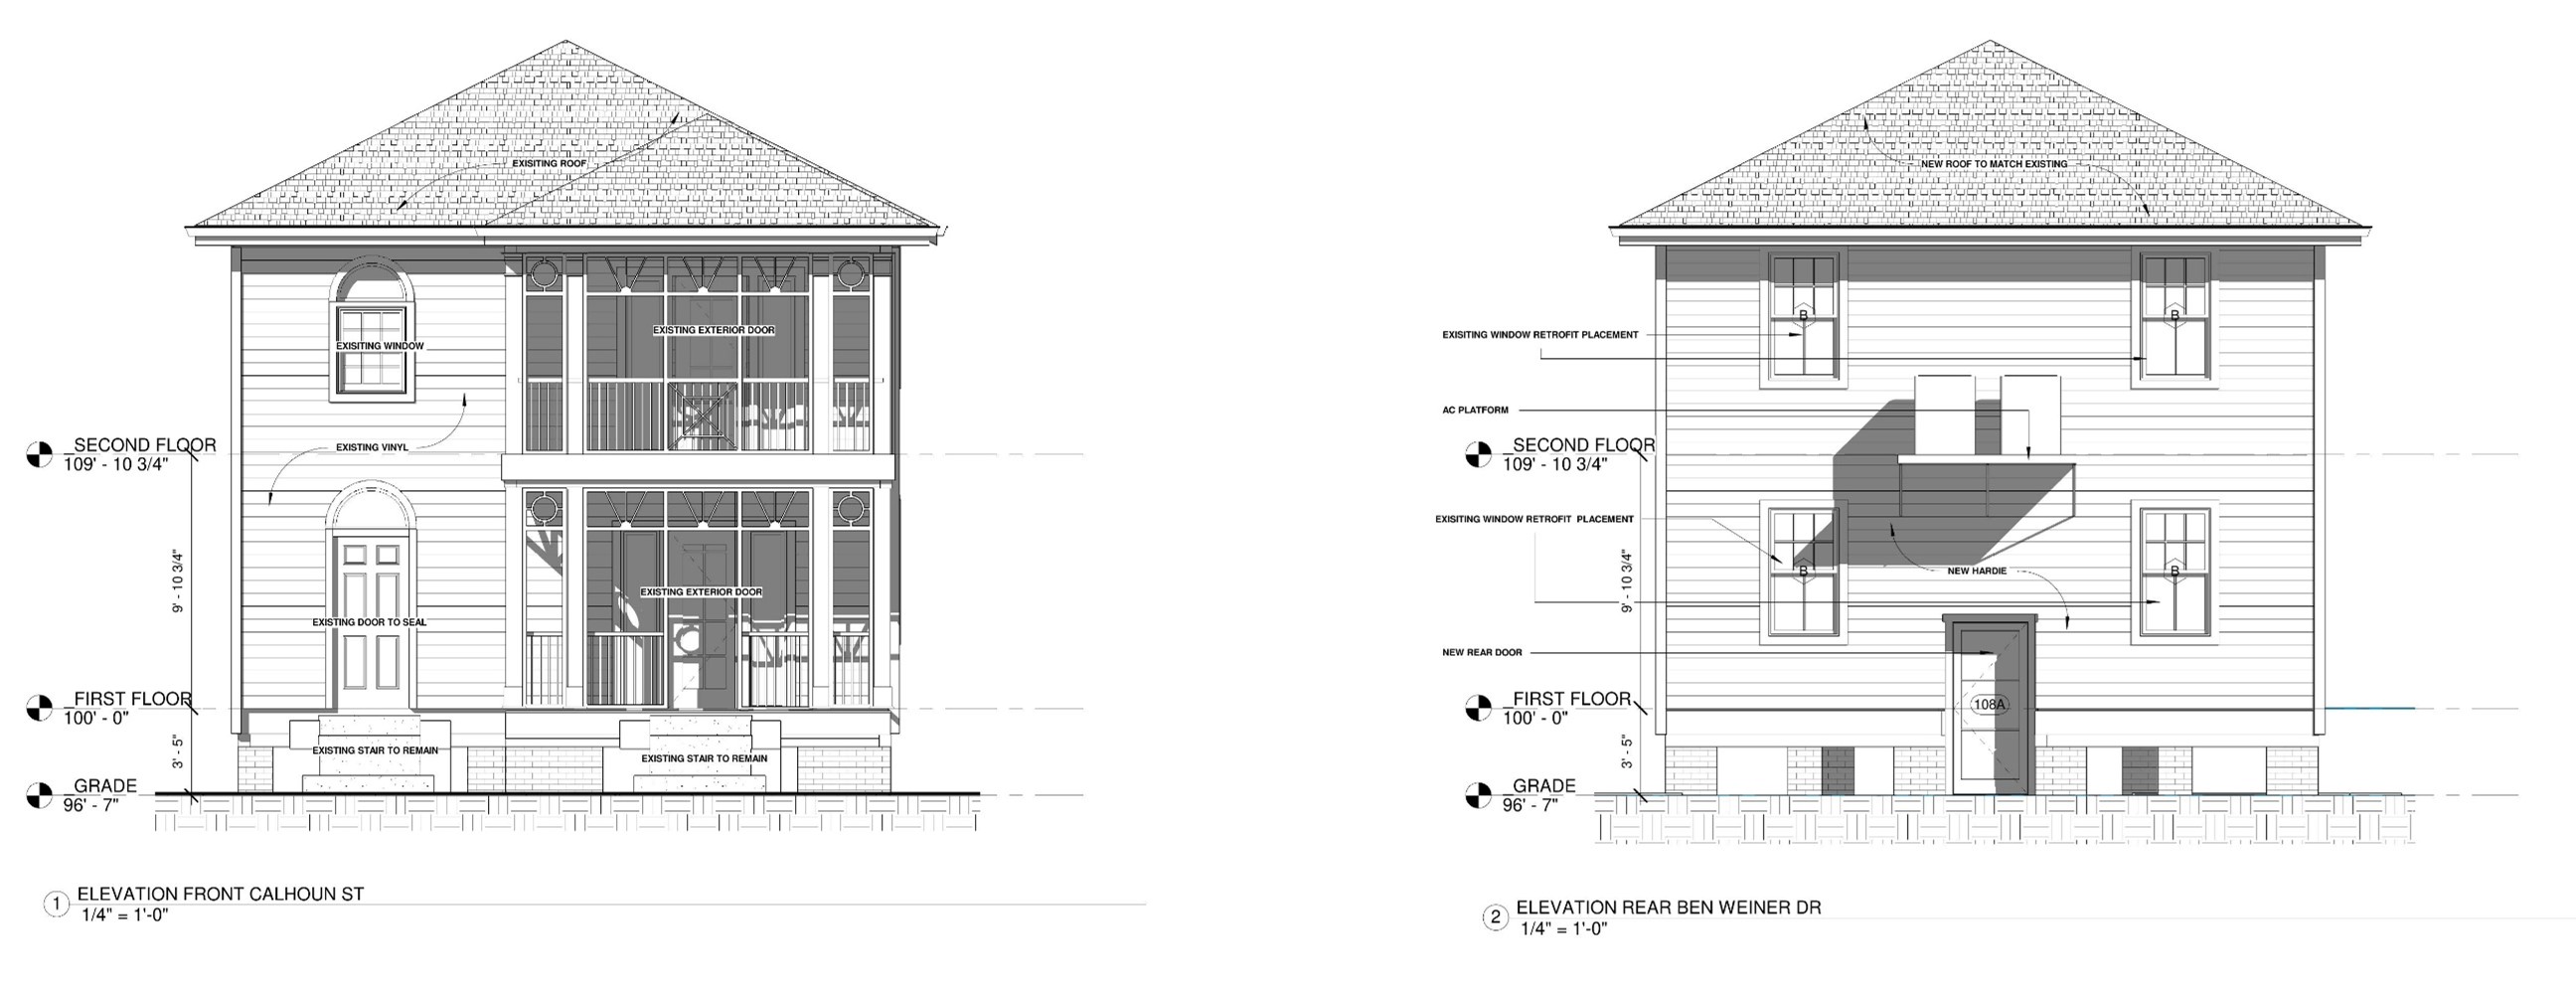 EXISITING ROOF
EXISTING EXTERIOR DOOR
EXISITING WINDOW
SECOND FLOOR
109' - 10 3/4"
EXISTING VINYL
9' - 10 3/4"
EXISTING EXTERIOR DOOR
EXISTING DOOR TO SEAL
FIRST FLOOR
100' - 0"
3' - 5"
EXISTING STAIR TO REMAIN
EXISTING STAIR TO REMAIN
GRADE
96' - 7"
1
ELEVATION FRONT CALHOUN ST
1/4" = 1'-0"
NEW ROOF TO MATCH EXISTING
B
B
EXISITING WINDOW RETROFIT PLACEMENT
AC PLATFORM
SECOND FLOOR
109' - 10 3/4"
EXISITING WINDOW RETROFIT PLACEMENT
9' - 10 3/4"
B
NEW HARDIE
B
NEW REAR DOOR
FIRST FLOOR
100' - 0"
108A
3' - 5"
GRADE
96' - 7"
2
ELEVATION REAR BEN WEINER DR
1/4" = 1'-0"